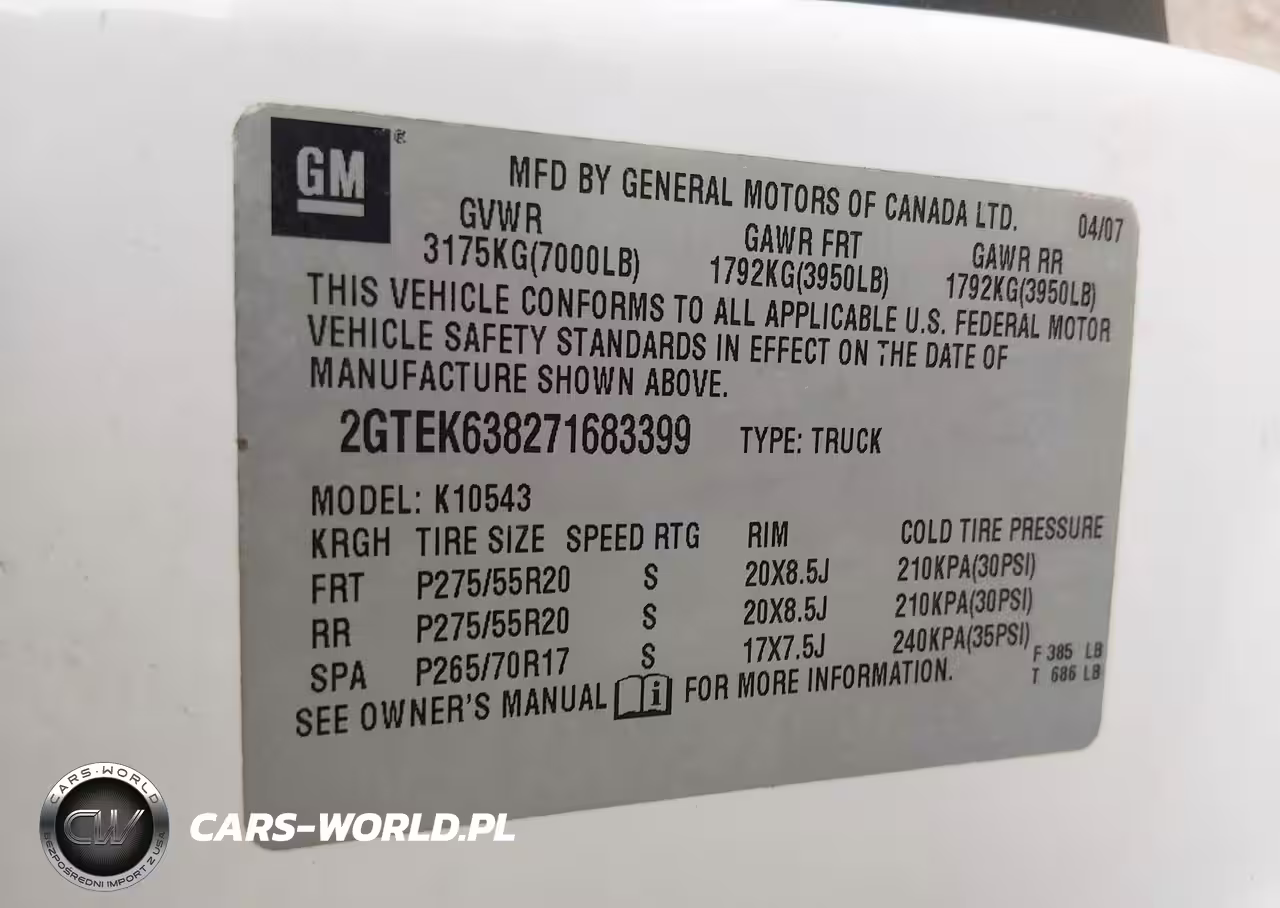 GM ®
MFD BY GENERAL MOTORS OF CANADA LTD. 04/07
GVWR GAWR FRT GAWR RR
3175KG(7000LB) 1792KG(3950LB) 1792KG(3950LB)
THIS VEHICLE CONFORMS TO ALL APPLICABLE U.S. FEDERAL MOTOR
VEHICLE SAFETY STANDARDS IN EFFECT ON THE DATE OF
MANUFACTURE SHOWN ABOVE.
2GTEK638271683399 TYPE: TRUCK
MODEL: K10543
KRGH TIRE SIZE SPEED RTG RIM COLD TIRE PRESSURE
FRT P275/55R20 S 20X8.5J 210KPA(30PSI)
RR P275/55R20 S 20X8.5J 210KPA(30PSI)
SPA P265/70R17 S 17X7.5J 240KPA(35PSI)
F 385 LB
T 686 LB
SEE OWNER'S MANUAL i FOR MORE INFORMATION.
CARS-WORLD
CW
BEZPOŚREDNI IMPORT Z USA
CARS-WORLD.PL